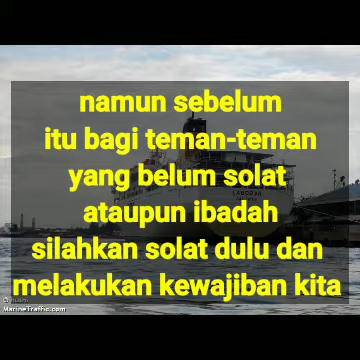 namun sebelum
itu bagi teman-teman
yang belum solat
ataupun ibadah
silahkan solat dulu dan
melakukan kewajiban kita
MarineTraffic.com